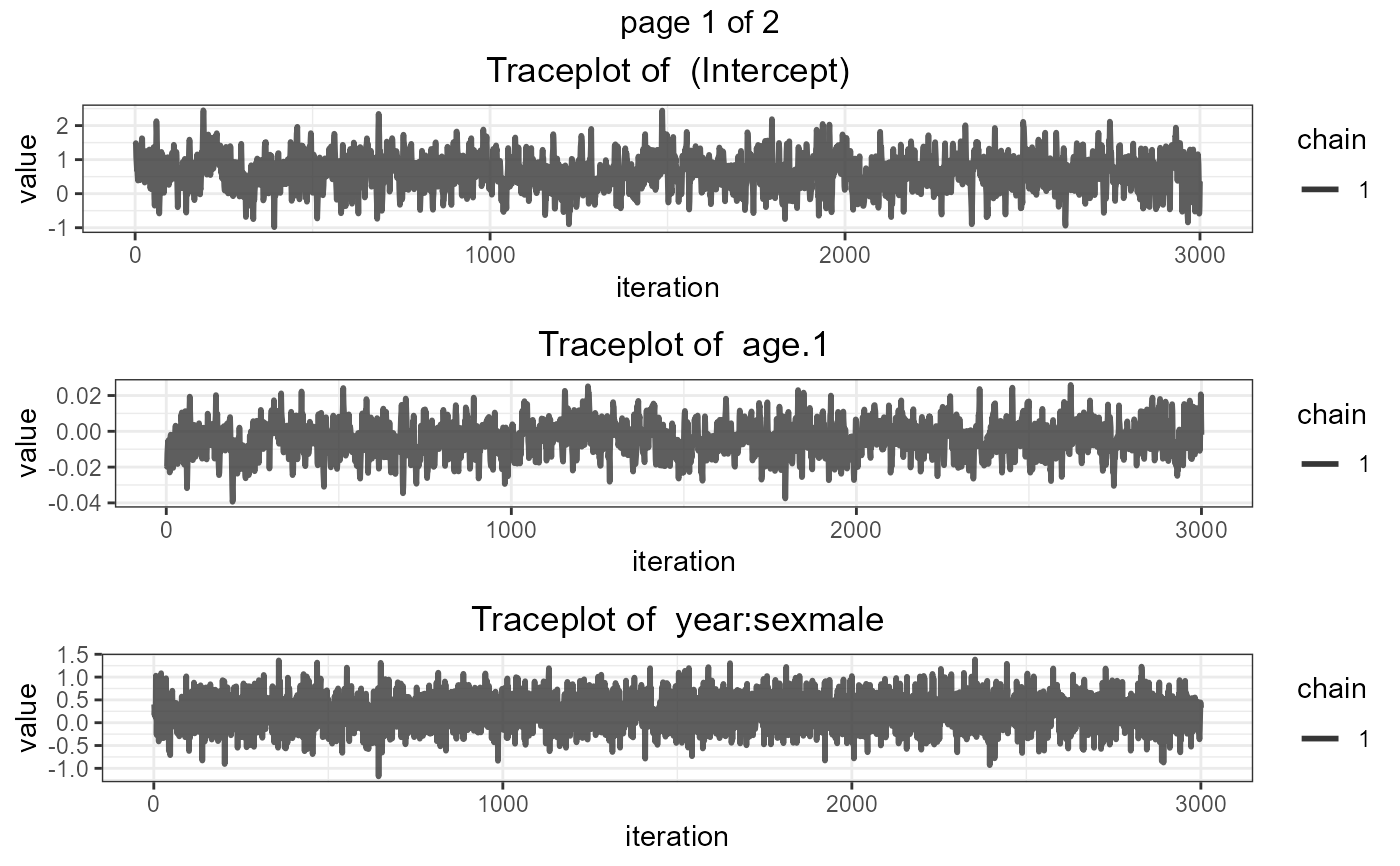 page 1 of 2
Traceplot of  (Intercept)
value
2
1
0
-1
0 1000 2000 3000
iteration
chain
1
Traceplot of  age.1
value
0.02
0.00
-0.02
-0.04
0 1000 2000 3000
iteration
chain
1
Traceplot of  year:sexmale
value
1.5
1.0
0.5
0.0
-0.5
-1.0
0 1000 2000 3000
iteration
chain
1